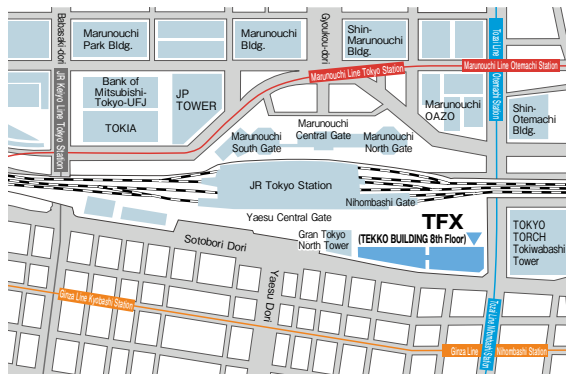 Babasaki-dori
Marunouchi
Park Bldg.
Marunouchi
Bldg.
Gyoukou-dori
Shin-
Marunouchi
Bldg.
Tozai Line
Otemachi Station
Marunouchi Line Tokyo Station
Marunouchi Line Otemachi Station
JR Keiyo Line Tokyo Station
Bank of
Mitsubishi-
Tokyo-UFJ
JP
TOWER
TOKIA
Marunouchi
South Gate
Marunouchi
Central Gate
Marunouchi
North Gate
Marunouchi
OAZO
Shin-
Otemachi
Bldg.
JR Tokyo Station
Nihombashi Gate
Yaesu Central Gate
Sotobori Dori
Gran Tokyo
North Tower
TFX
(TEKKO BUILDING 8th Floor)
TOKYO
TORCH
Tokiwabashi
Tower
Yaesu Dori
Ginza Line Kyobashi Station
Tozai Line Nihombashi Station
Ginza Line Nihombashi Station